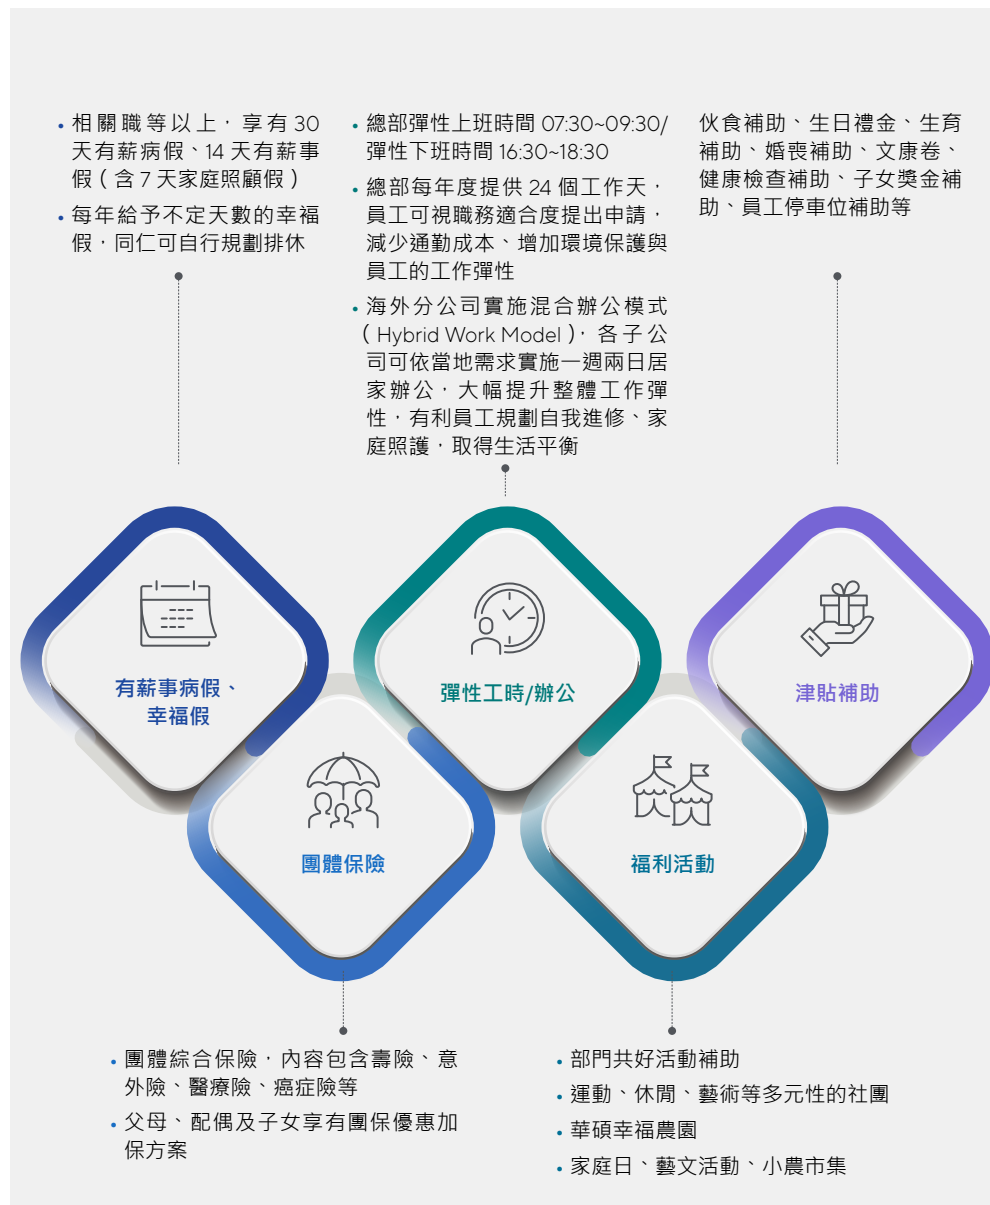 • 相關職等以上，享有 30
天有薪病假、14 天有薪事
假（含 7 天家庭照顧假）
• 每年給予不定天數的幸福
假，同仁可自行規劃排休
• 總部彈性上班時間 07:30~09:30/
彈性下班時間 16:30~18:30
• 總部每年度提供 24 個工作天，
員工可視職務適合度提出申請，
減少通勤成本、增加環境保護與
員工的工作彈性
• 海外分公司實施混合辦公模式
（Hybrid Work Model），各子公
司可依當地需求實施一週兩日居
家辦公，大幅提升整體工作彈
性，有利員工規劃自我進修、家
庭照護，取得生活平衡
伙食補助、生日禮金、生育
補助、婚喪補助、文康卷、
健康檢查補助、子女獎金補
助、員工停車位補助等
有薪事病假、
幸福假
彈性工時/辦公
津貼補助
團體保險
福利活動
• 團體綜合保險，內容包含壽險、意
外險、醫療險、癌症險等
• 父母、配偶及子女享有團保優惠加
保方案
• 部門共好活動補助
• 運動、休閒、藝術等多元性的社團
• 華碩幸福農園
• 家庭日、藝文活動、小農市集